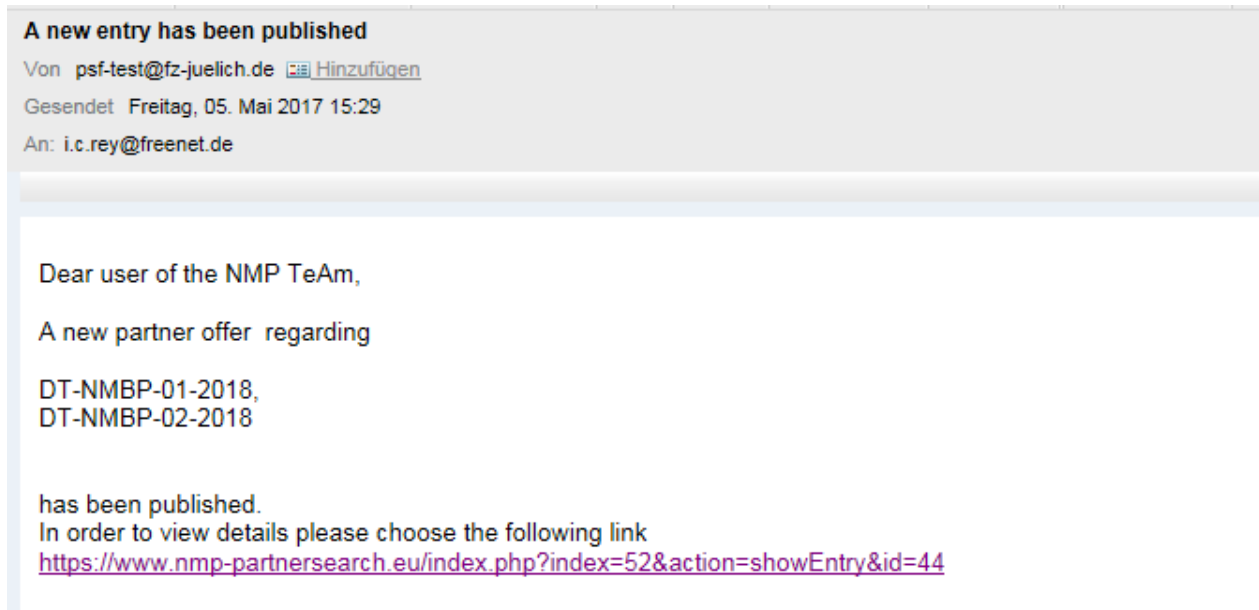 A new entry has been published
Von psf-test@fz-juelich.de Hinzufügen
Gesendet Freitag, 05. Mai 2017 15:29
An: i.c.rey@freenet.de
Dear user of the NMP TeAm,
A new partner offer regarding
DT-NMBP-01-2018,
DT-NMBP-02-2018
has been published.
In order to view details please choose the following link
https://www.nmp-partnersearch.eu/index.php?index=52&action=showEntry&id=44